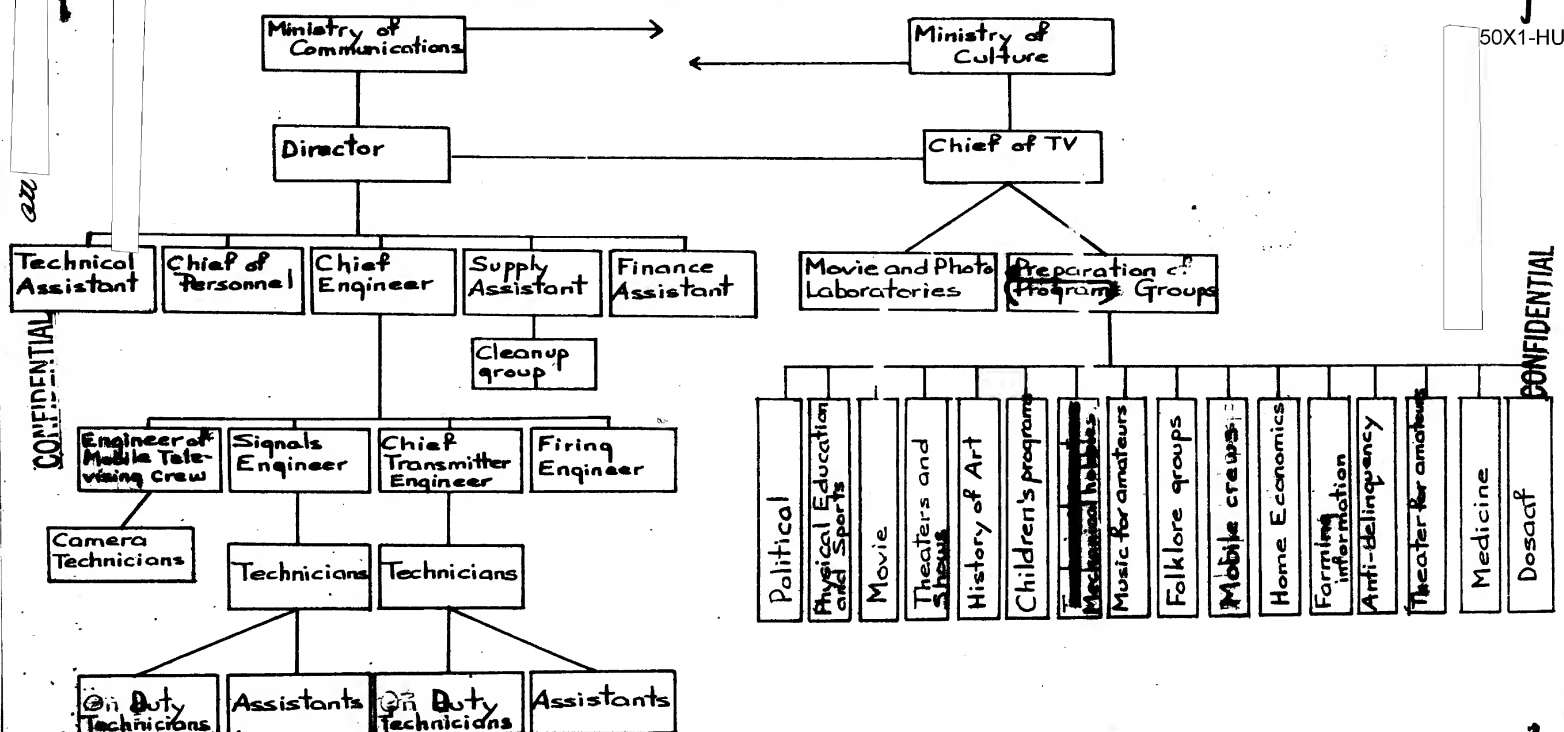 Ministry of
Communications
Ministry of
Culture
50X1-HU
Director
Chief of TV
all
Technical
Assistant
Chief of
Personnel
Chief
Engineer
Supply
Assistant
Finance
Assistant
Movie and Photo
Laboratories
Preparation of
Programs Groups
CONFIDENTIAL
CONFIDENTIAL
Cleanup
group
Engineer of
Mobile Tele-
vising Crew
Signals
Engineer
Chief
Transmitter
Engineer
Firing
Engineer
Camera
Technicians
Technicians
Technicians
On Duty
Technicians
Assistants
On Duty
Technicians
Assistants
Political
Physical Education
and Sports
Movie
Theaters and
Shows
History of Art
Children's programs
Mechanical hobbies
Music for amateurs
Folklore groups
Mobile crews
Home Economics
Farming
information
Anti-delinquency
Theater for amateurs
Medicine
Dosaaf